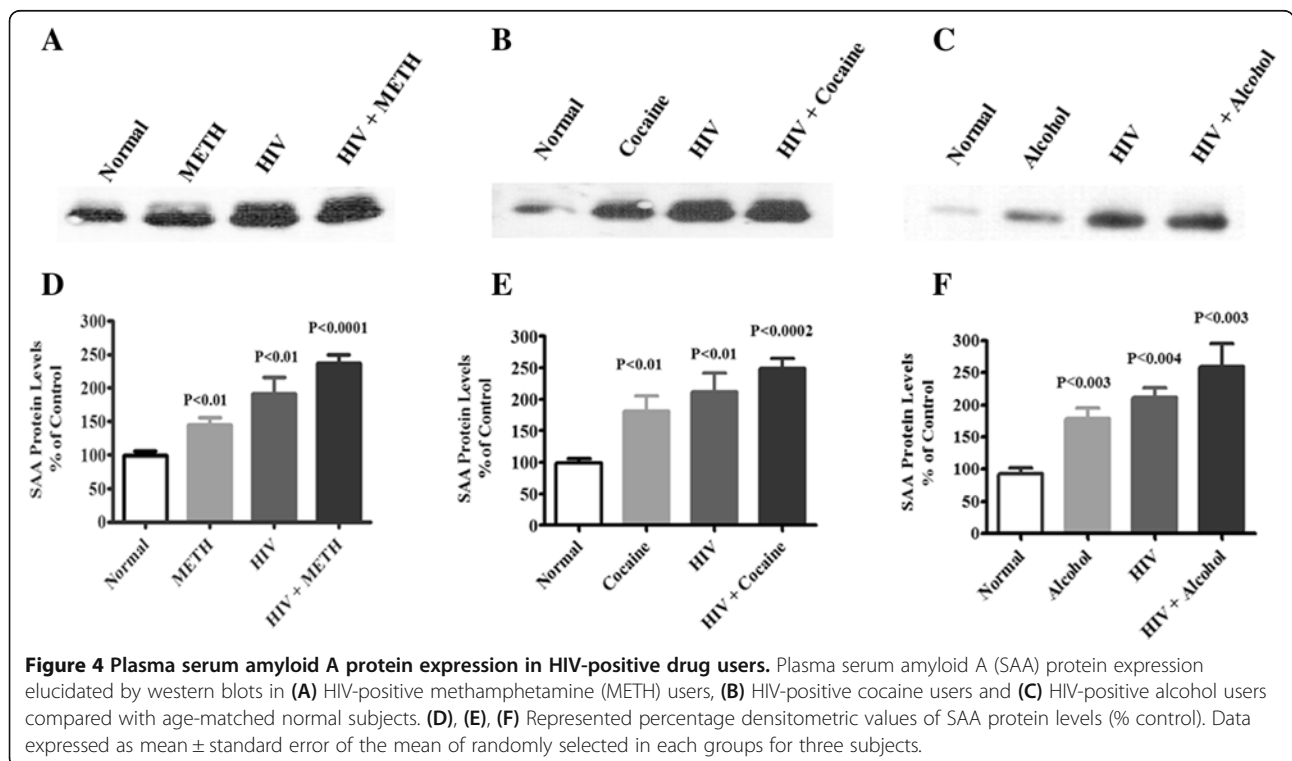 A
B
C
Normal
METH
HIV
HIV + METH
Normal
Cocaine
HIV
HIV + Cocaine
Normal
Alcohol
HIV
HIV + Alcohol
D
SAA Protein Levels
% of Control
300
250
200
150
100
50
0
P<0.01
P<0.01
P<0.0001
Normal
METH
HIV
HIV + METH
E
SAA Protein Levels
% of Control
300
250
200
150
100
50
0
P<0.01
P<0.01
P<0.0002
Normal
Cocaine
HIV
HIV + Cocaine
F
SAA Protein Levels
% of Control
300
250
200
150
100
50
0
P<0.003
P<0.004
P<0.003
Normal
Alcohol
HIV
HIV + Alcohol
Figure 4 Plasma serum amyloid A protein expression in HIV-positive drug users. Plasma serum amyloid A (SAA) protein expression
elucidated by western blots in (A) HIV-positive methamphetamine (METH) users, (B) HIV-positive cocaine users and (C) HIV-positive alcohol users
compared with age-matched normal subjects. (D), (E), (F) Represented percentage densitometric values of SAA protein levels (% control). Data
expressed as mean ± standard error of the mean of randomly selected in each groups for three subjects.